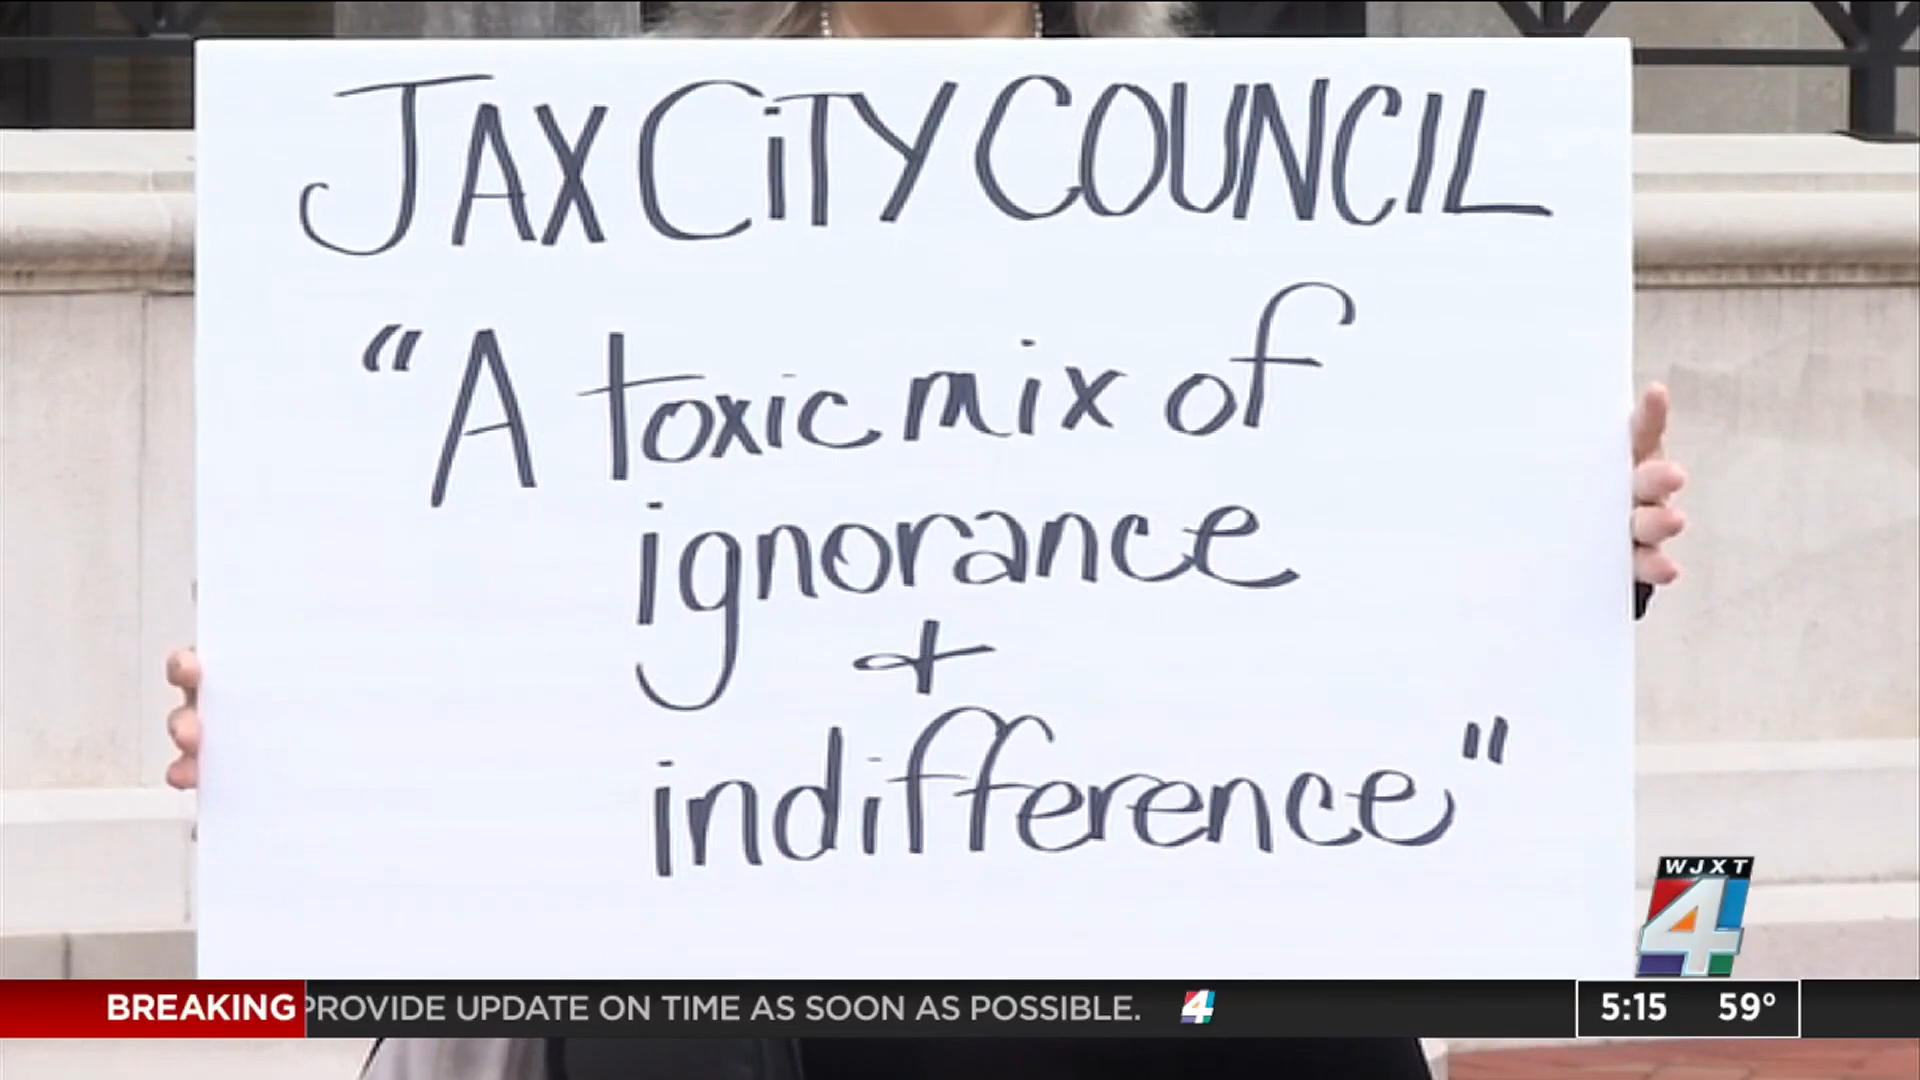 JAX CiTY COUNCIL
“A toxic mix of
ignorance
+
indifference"
WJXT
4
BREAKING PROVIDE UPDATE ON TIME AS SOON AS POSSIBLE. 4 5:15 59°